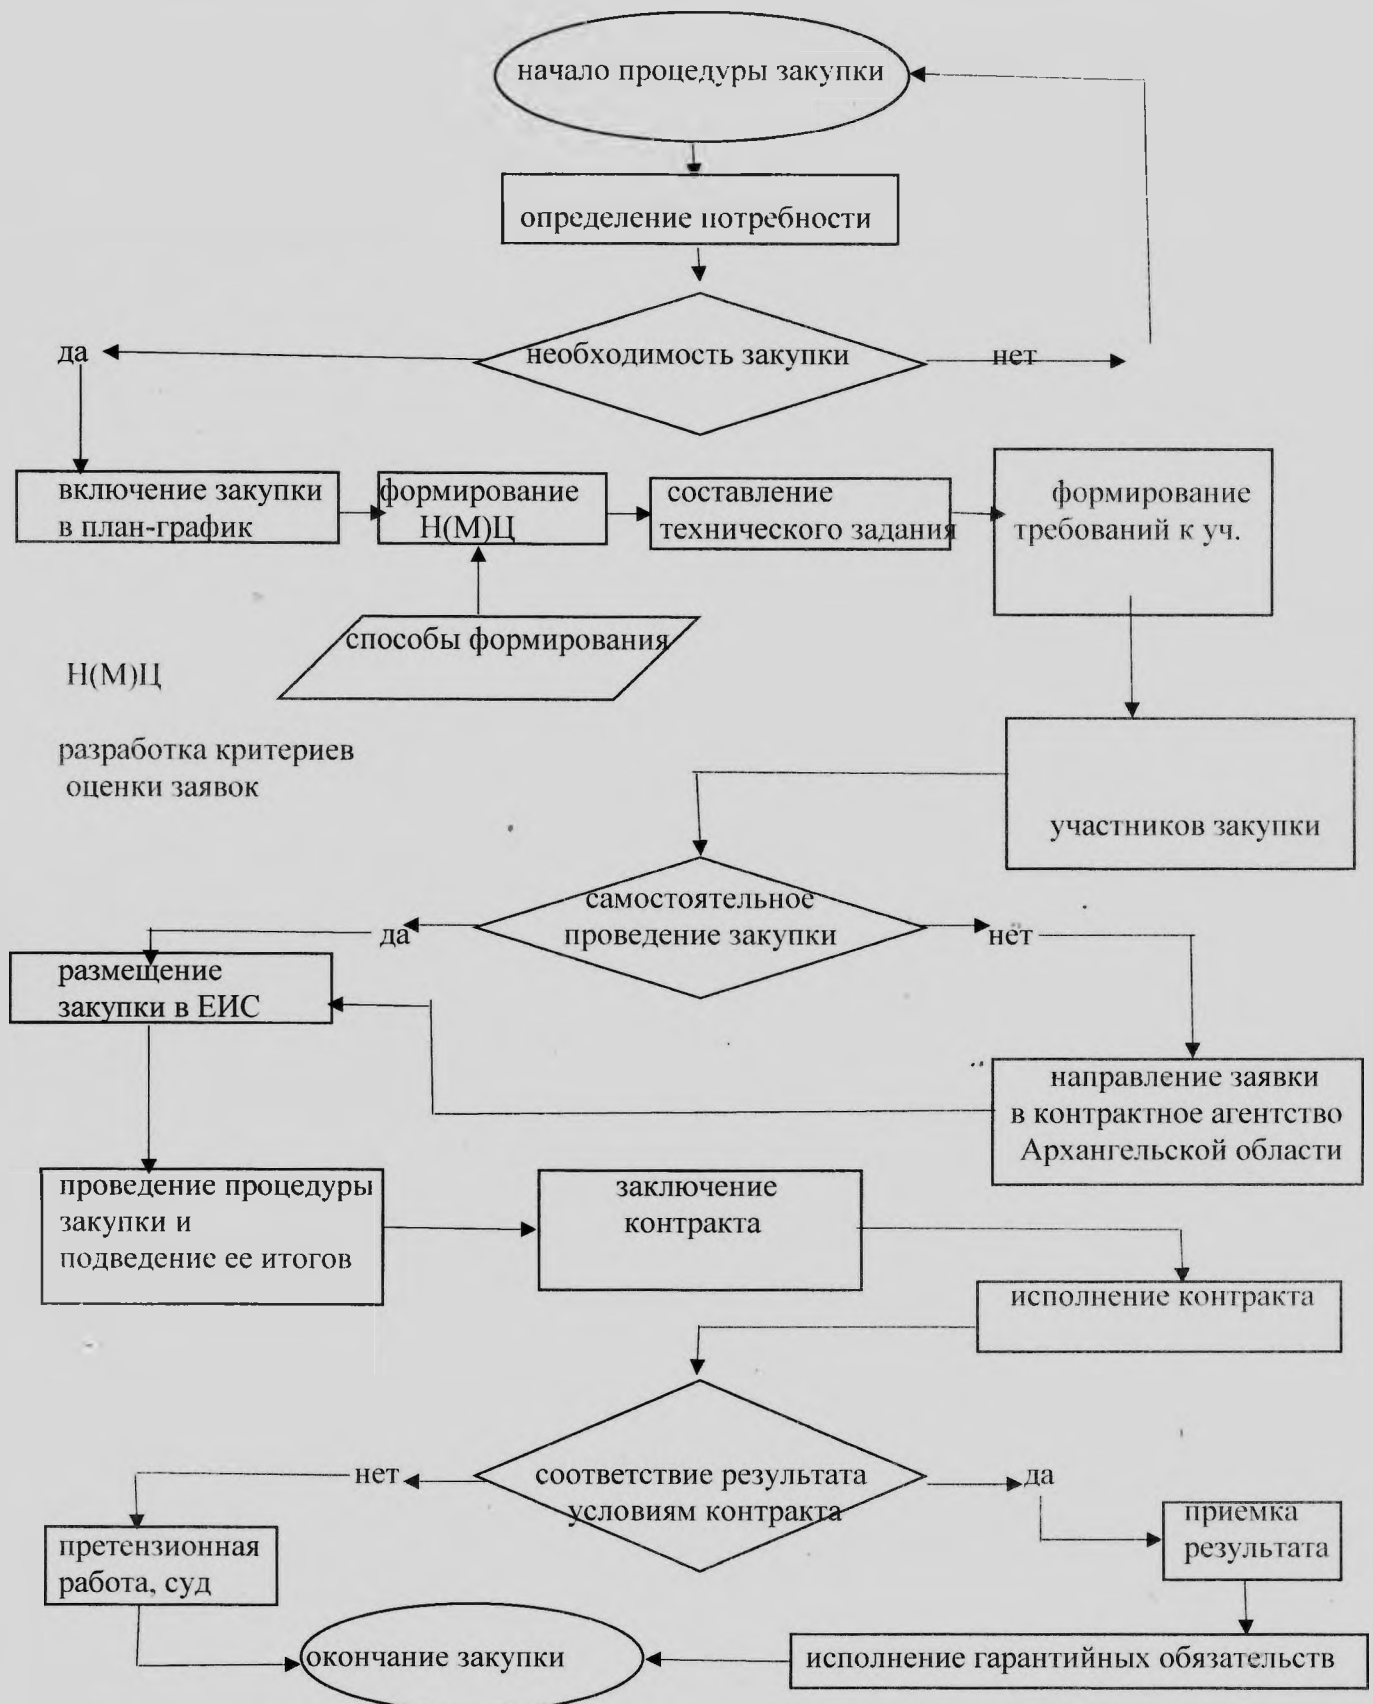 начало процедуры закупки
определение потребности
необходимость закупки
да
нет
включение закупки
в план-график
формирование
Н(М)Ц
составление
технического задания
формирование
требований к уч.
способы формирования
Н(М)Ц
разработка критериев
оценки заявок
участников закупки
самостоятельное
проведение закупки
да
нет
размещение
закупки в ЕИС
направление заявки
в контрактное агентство
Архангельской области
проведение процедуры
закупки и
подведение ее итогов
заключение
контракта
исполнение контракта
соответствие результата
условиям контракта
нет
да
претензионная
работа, суд
приемка
результата
окончание закупки
исполнение гарантийных обязательств